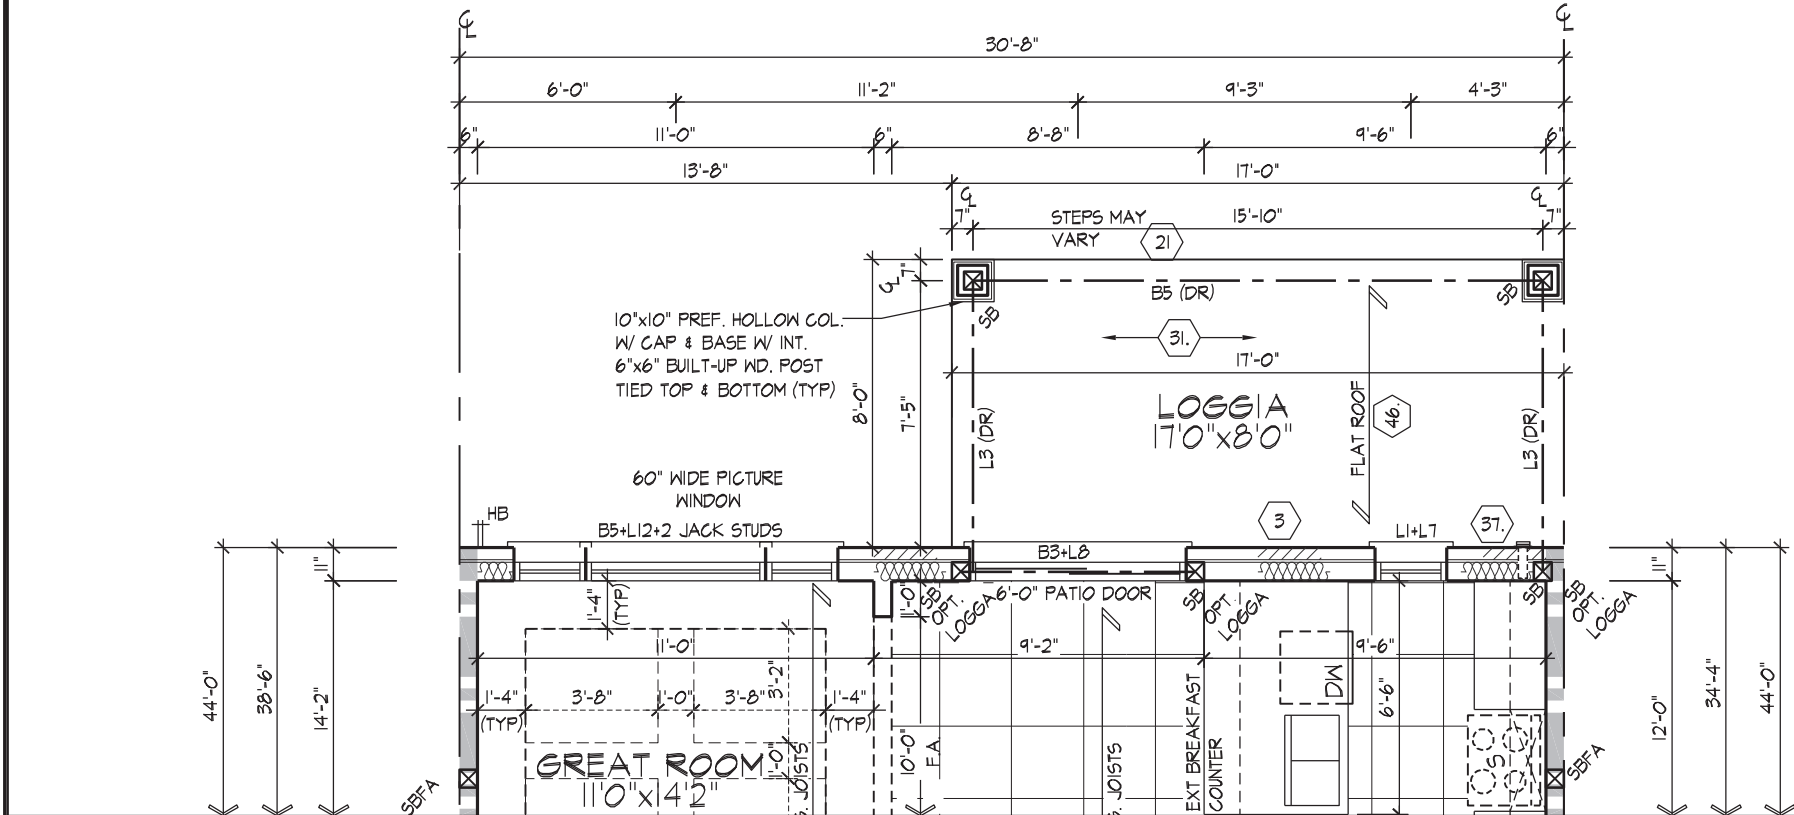 ℄ ℄
30'-8"
6'-0" 11'-2" 9'-3" 4'-3"
6" 11'-0" 6" 8'-8" 9'-6" 6"
13'-8" 17'-0"
℄ ℄
7" STEPS MAY 15'-10" 7"
VARY 21
7"
B5 (DR)
SB SB
10"x10" PREF. HOLLOW COL.
W/ CAP & BASE W/ INT.
6"x6" BUILT-UP WD. POST
TIED TOP & BOTTOM (TYP)
31.
17'-0"
8'-0" 7'-5"
LOGGIA
17'0"x8'0"
L3 (DR)
FLAT ROOF
46.
L3 (DR)
60" WIDE PICTURE
WINDOW
HB
B5+L12+2 JACK STUDS
3
L1+L7
37.
B3+L8
11" 11"
1'-4"
(TYP)
1'-0"
SB
OPT.
LOGGA
6'-0" PATIO DOOR
SB
OPT.
LOGGA
SB
SB
OPT.
LOGGA
11'-0" 9'-2" 9'-6"
3'-2"
DW
6'-6"
1'-4" 3'-8" 1'-0" 3'-8" 1'-4"
(TYP) (TYP)
44'-0" 38'-6" 14'-2"
12'-0" 34'-4" 44'-0"
GREAT ROOM
11'0"x14'2"
1'-0"
JOISTS
10'-0"
F.A.
JOISTS
EXT BREAKFAST
COUNTER
S
SBFA SBFA